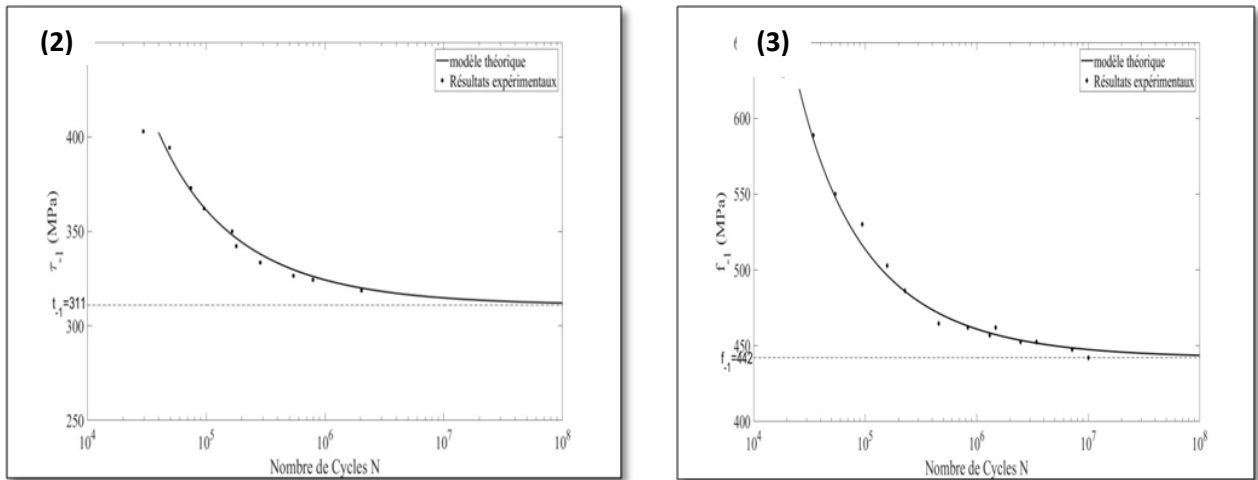 (2)
modèle théorique
Résultats expérimentaux
400
350
300
250
τ-1 (MPa)
t-1=311
10^4
10^5
10^6
10^7
10^8
Nombre de Cycles N
(3)
modèle théorique
Résultats expérimentaux
600
550
500
450
400
f-1 (MPa)
f-1=442
10^4
10^5
10^6
10^7
10^8
Nombre de Cycles N